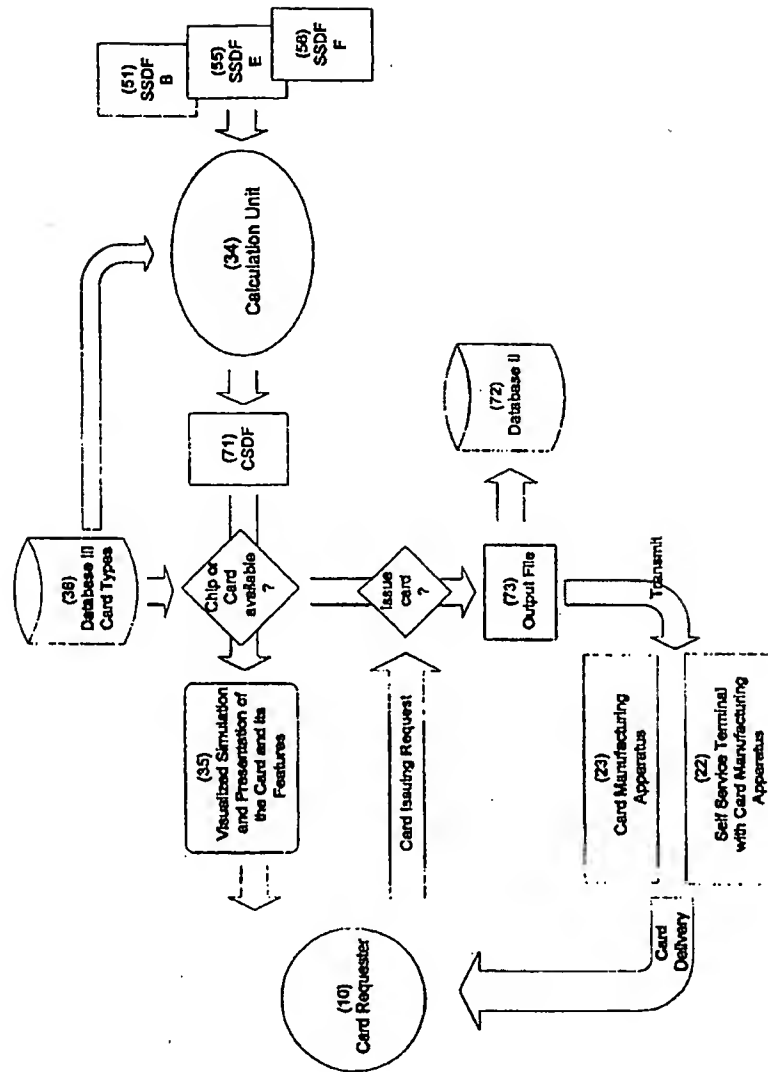 (51)
SSDF
B
(55)
SSDF
E
(58)
SSDF
F
(34)
Calculation Unit
(36)
Database III
Card Types
(71)
CSDF
Chip or
Card
available
?
(35)
Visualized Simulation
and Presentation of
the Card and its
Features
(72)
Database II
Issue
card
?
(73)
Output File
Card Issuing Request
Transmit
(10)
Card Requester
(23)
Card Manufacturing
Apparatus
(22)
Self Service Terminal
with Card Manufacturing
Apparatus
Card
Delivery